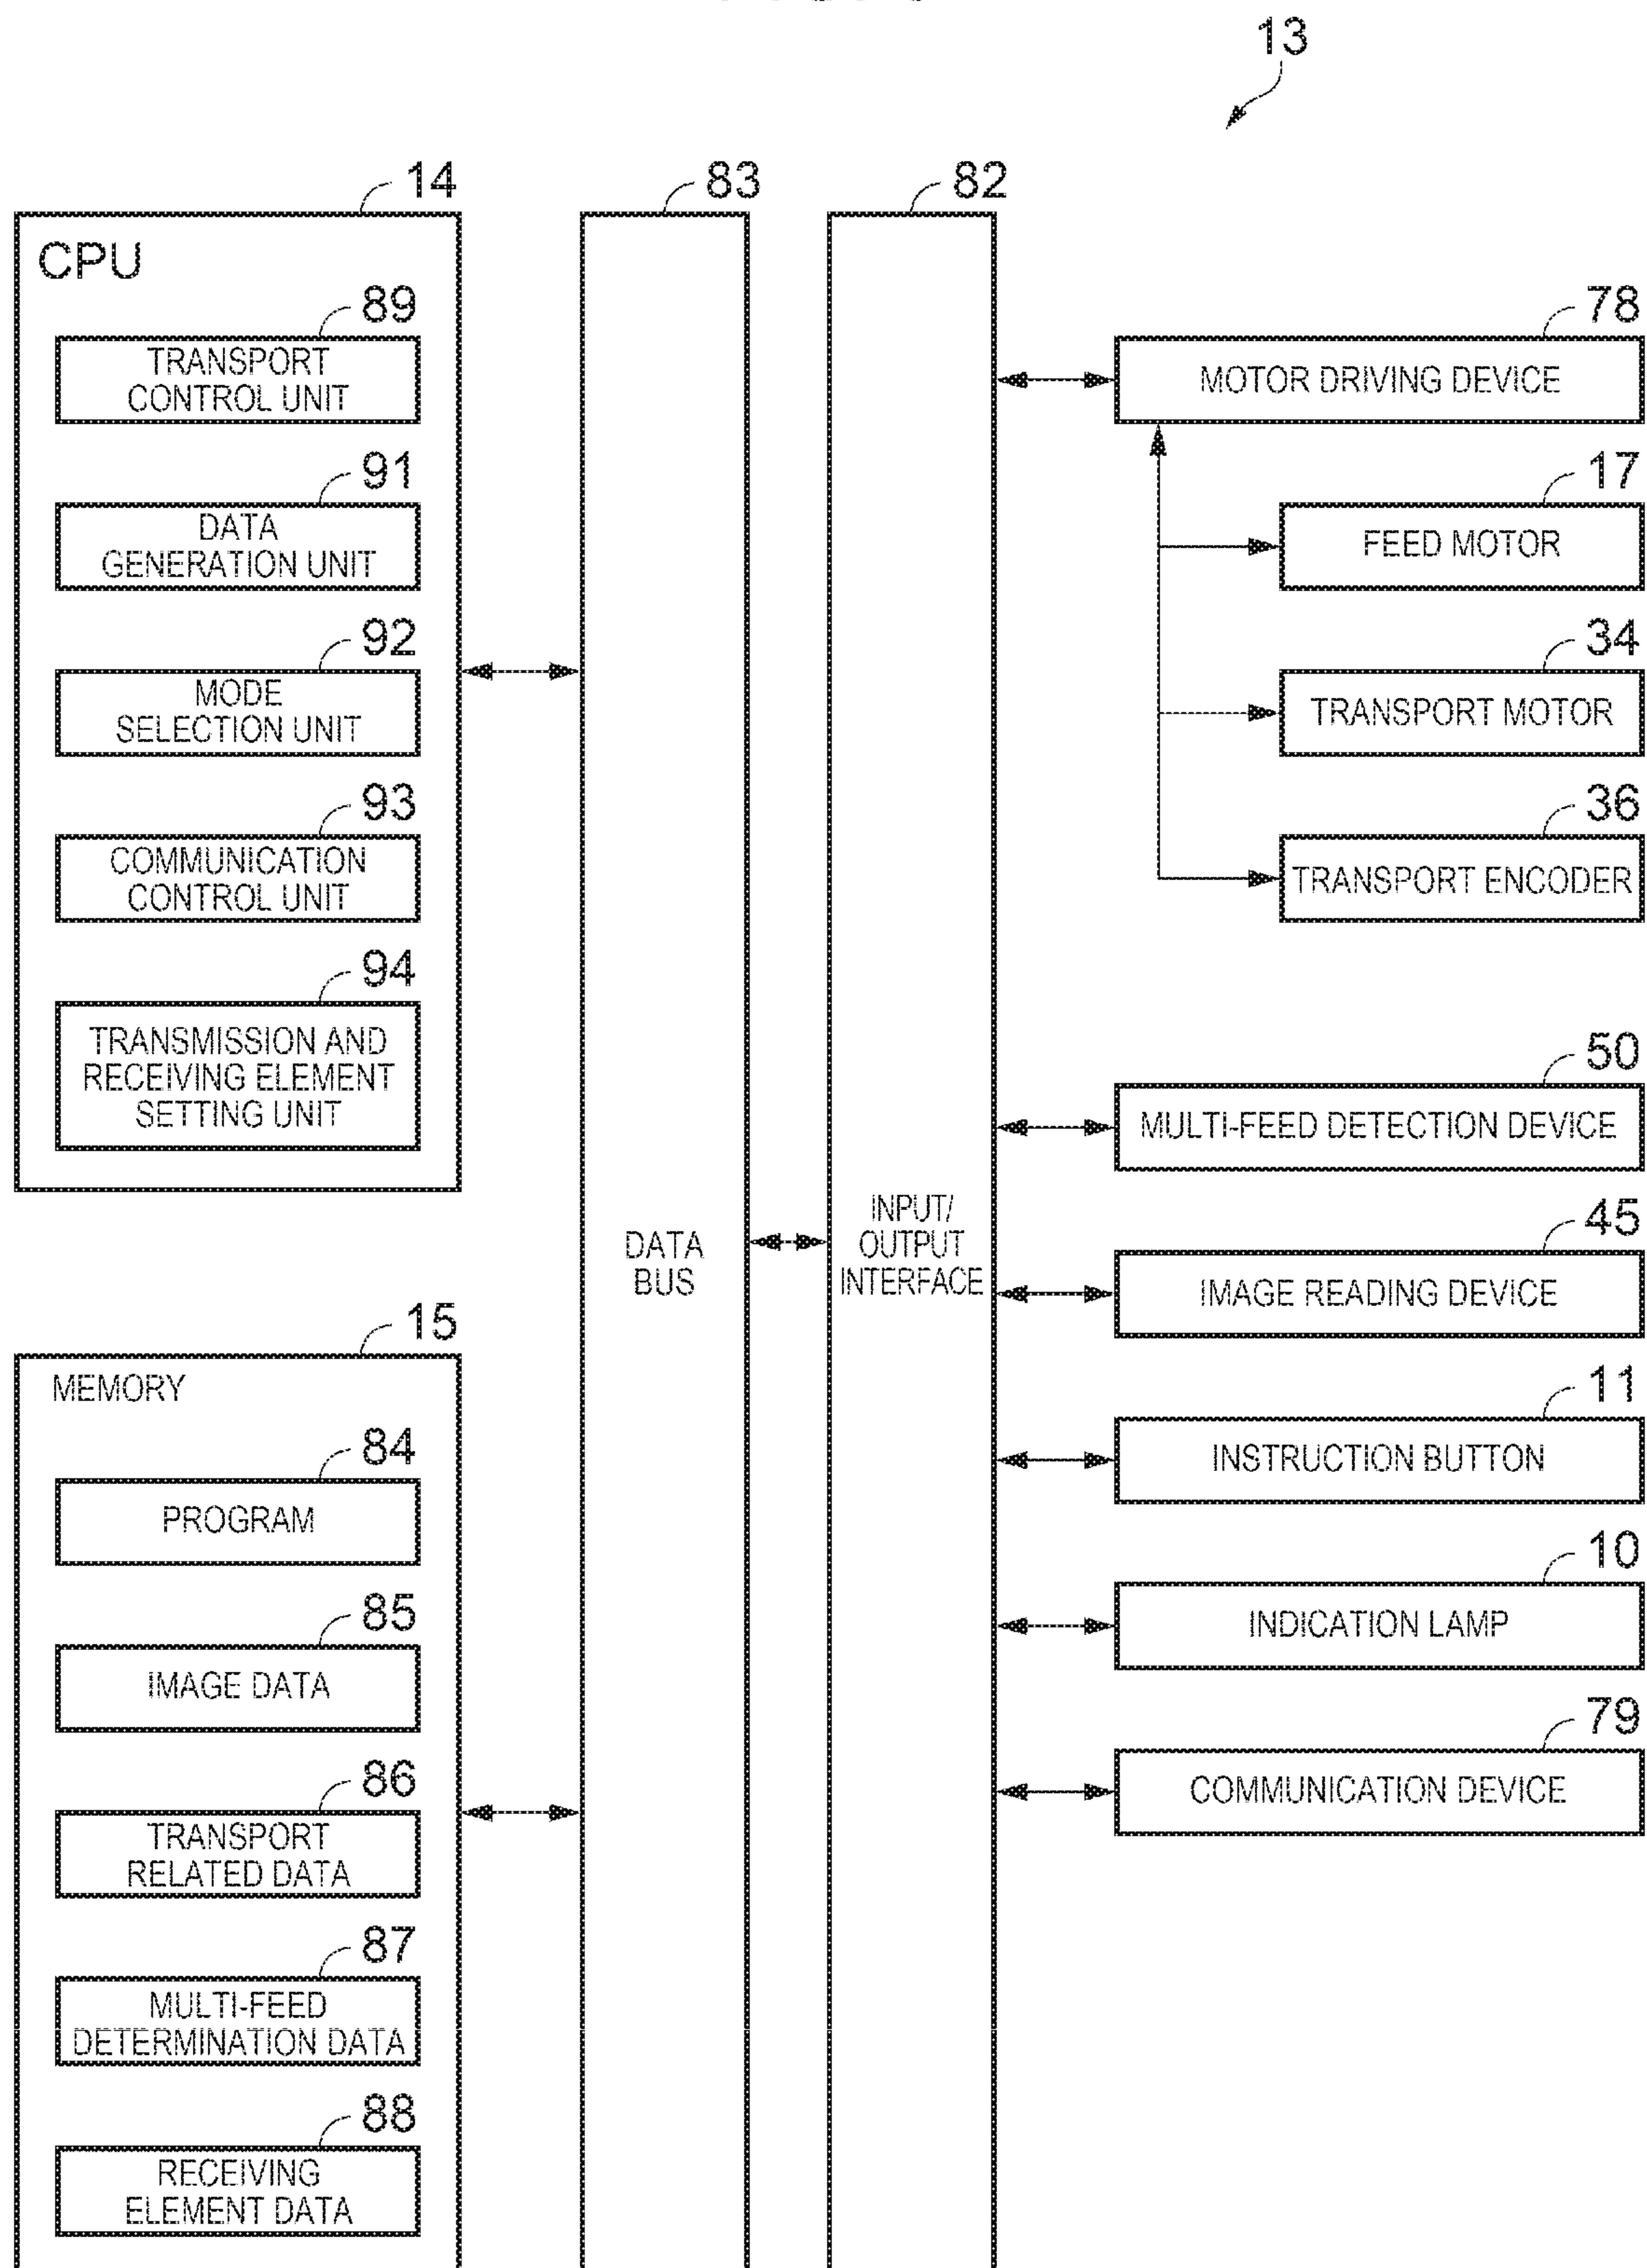 13
14
CPU
89
TRANSPORT
CONTROL UNIT
91
DATA
GENERATION UNIT
92
MODE
SELECTION UNIT
93
COMMUNICATION
CONTROL UNIT
94
TRANSMISSION AND
RECEIVING ELEMENT
SETTING UNIT
15
MEMORY
84
PROGRAM
85
IMAGE DATA
86
TRANSPORT
RELATED DATA
87
MULTI-FEED
DETERMINATION DATA
88
RECEIVING
ELEMENT DATA
83
DATA
BUS
82
INPUT/
OUTPUT
INTERFACE
78
MOTOR DRIVING DEVICE
17
FEED MOTOR
34
TRANSPORT MOTOR
36
TRANSPORT ENCODER
50
MULTI-FEED DETECTION DEVICE
45
IMAGE READING DEVICE
11
INSTRUCTION BUTTON
10
INDICATION LAMP
79
COMMUNICATION DEVICE